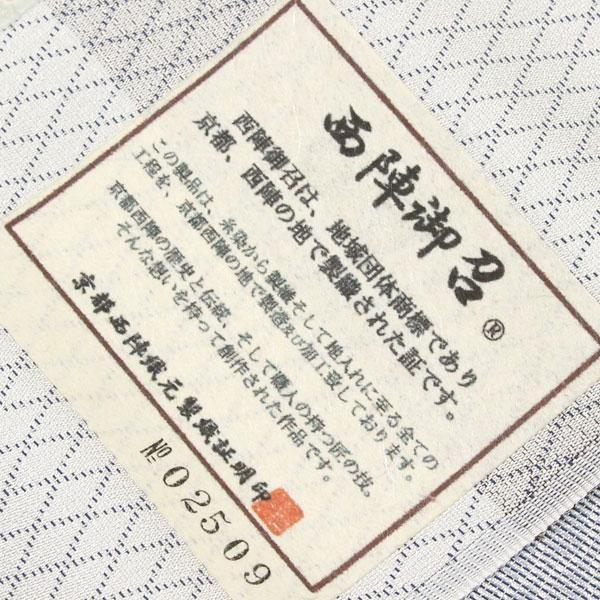 西陣御召®
西陣御召は、地域団体商標であり
京都、西陣の地で製織された証です。
この製品は、糸染から製織そして地入れに至る全ての
工程を、京都西陣の地で製造及び加工致しております。
京都西陣の歴史と伝統、そして職人の持つ匠の技。
そんな想いを持って創作された作品です。
京都西陣織元製織証明印
№02509